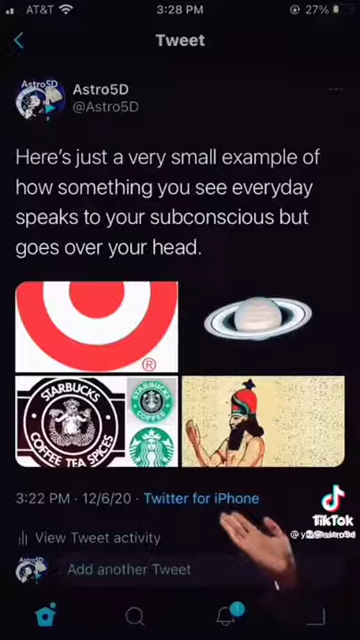 AT&T
3:28 PM
27%
Tweet
Astro5D
Astro5D
@Astro5D
Here's just a very small example of
how something you see everyday
speaks to your subconscious but
goes over your head.
®
STARBUCKS
COFFEE TEA SPICES
STARBUCKS
COFFEE
3:22 PM · 12/6/20 · Twitter for iPhone
View Tweet activity
Add another Tweet
TikTok
1